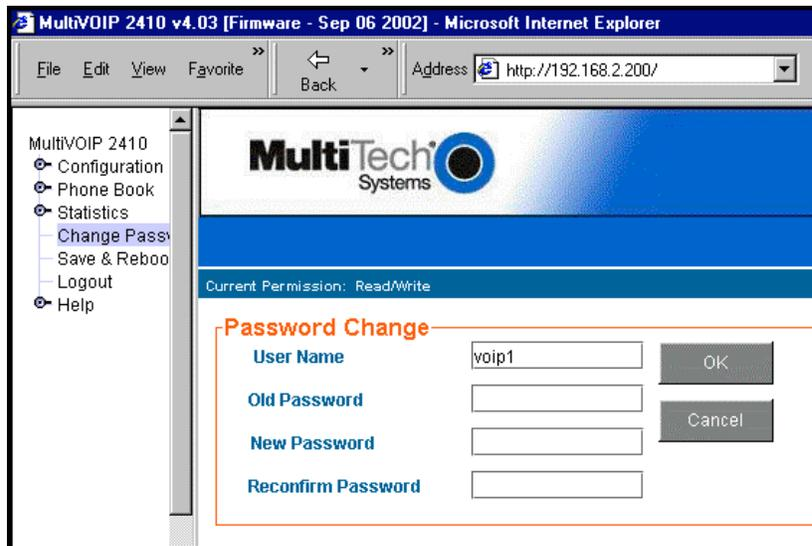 MultiVOIP 2410 v4.03 [Firmware - Sep 06 2002] - Microsoft Internet Explorer
File Edit View Favorite » Back » Address http://192.168.2.200/
MultiVOIP 2410
Configuration
Phone Book
Statistics
Change Passw
Save & Reboo
Logout
Help
MultiTech
Systems
Current Permission: Read/Write
Password Change
User Name voip1 OK
Old Password
Cancel
New Password
Reconfirm Password